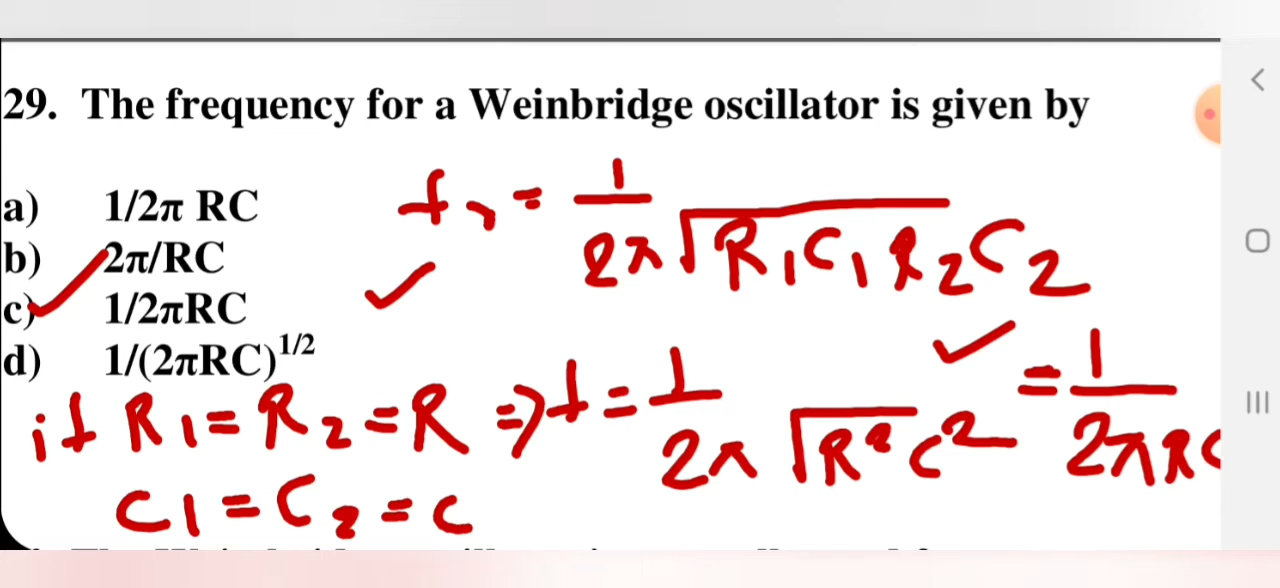 29. The frequency for a Weinbridge oscillator is given by
a) 1/2π RC
b) 2π/RC
c) 1/2πRC
d) 1/(2πRC)^1/2
f = 1/2π√R1C1R2C2
if R1=R2=R ⇒ f = 1/2π√R²C² = 1/2πRC
C1=C2=C